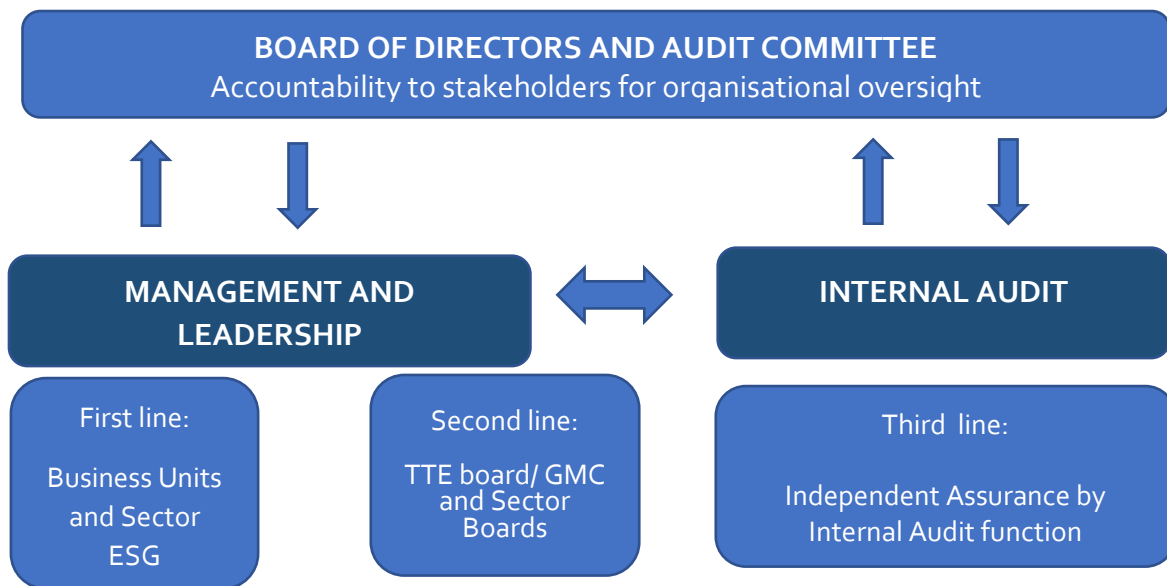 BOARD OF DIRECTORS AND AUDIT COMMITTEE
Accountability to stakeholders for organisational oversight
MANAGEMENT AND
LEADERSHIP
INTERNAL AUDIT
First line:
Business Units
and Sector
ESG
Second line:
TTE board/ GMC
and Sector
Boards
Third line:
Independent Assurance by
Internal Audit function